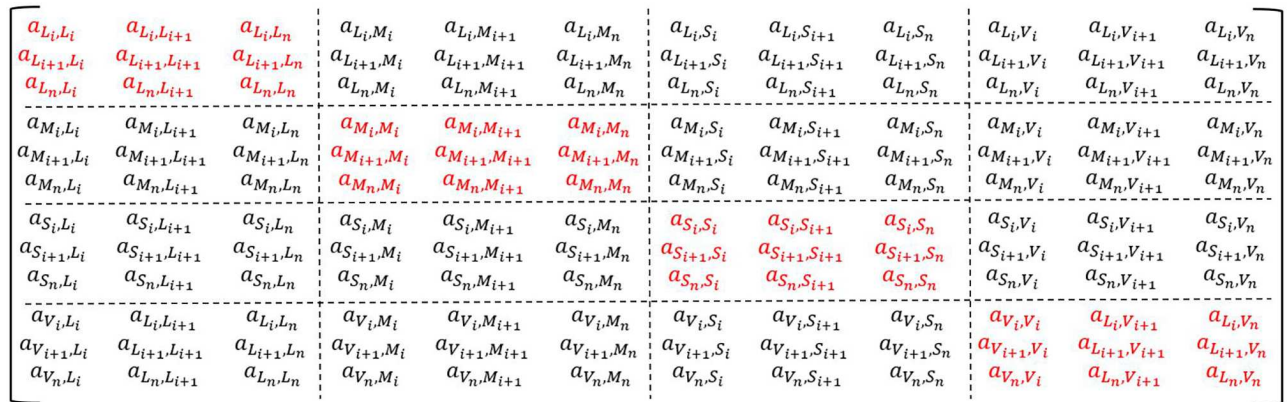 a_{L_i,L_i} a_{L_i,L_{i+1}} a_{L_i,L_n} a_{L_i,M_i} a_{L_i,M_{i+1}} a_{L_i,M_n} a_{L_i,S_i} a_{L_i,S_{i+1}} a_{L_i,S_n} a_{L_i,V_i} a_{L_i,V_{i+1}} a_{L_i,V_n}
a_{L_{i+1},L_i} a_{L_{i+1},L_{i+1}} a_{L_{i+1},L_n} a_{L_{i+1},M_i} a_{L_{i+1},M_{i+1}} a_{L_{i+1},M_n} a_{L_{i+1},S_i} a_{L_{i+1},S_{i+1}} a_{L_{i+1},S_n} a_{L_{i+1},V_i} a_{L_{i+1},V_{i+1}} a_{L_{i+1},V_n}
a_{L_n,L_i} a_{L_n,L_{i+1}} a_{L_n,L_n} a_{L_n,M_i} a_{L_n,M_{i+1}} a_{L_n,M_n} a_{L_n,S_i} a_{L_n,S_{i+1}} a_{L_n,S_n} a_{L_n,V_i} a_{L_n,V_{i+1}} a_{L_n,V_n}
a_{M_i,L_i} a_{M_i,L_{i+1}} a_{M_i,L_n} a_{M_i,M_i} a_{M_i,M_{i+1}} a_{M_i,M_n} a_{M_i,S_i} a_{M_i,S_{i+1}} a_{M_i,S_n} a_{M_i,V_i} a_{M_i,V_{i+1}} a_{M_i,V_n}
a_{M_{i+1},L_i} a_{M_{i+1},L_{i+1}} a_{M_{i+1},L_n} a_{M_{i+1},M_i} a_{M_{i+1},M_{i+1}} a_{M_{i+1},M_n} a_{M_{i+1},S_i} a_{M_{i+1},S_{i+1}} a_{M_{i+1},S_n} a_{M_{i+1},V_i} a_{M_{i+1},V_{i+1}} a_{M_{i+1},V_n}
a_{M_n,L_i} a_{M_n,L_{i+1}} a_{M_n,L_n} a_{M_n,M_i} a_{M_n,M_{i+1}} a_{M_n,M_n} a_{M_n,S_i} a_{M_n,S_{i+1}} a_{M_n,S_n} a_{M_n,V_i} a_{M_n,V_{i+1}} a_{M_n,V_n}
a_{S_i,L_i} a_{S_i,L_{i+1}} a_{S_i,L_n} a_{S_i,M_i} a_{S_i,M_{i+1}} a_{S_i,M_n} a_{S_i,S_i} a_{S_i,S_{i+1}} a_{S_i,S_n} a_{S_i,V_i} a_{S_i,V_{i+1}} a_{S_i,V_n}
a_{S_{i+1},L_i} a_{S_{i+1},L_{i+1}} a_{S_{i+1},L_n} a_{S_{i+1},M_i} a_{S_{i+1},M_{i+1}} a_{S_{i+1},M_n} a_{S_{i+1},S_i} a_{S_{i+1},S_{i+1}} a_{S_{i+1},S_n} a_{S_{i+1},V_i} a_{S_{i+1},V_{i+1}} a_{S_{i+1},V_n}
a_{S_n,L_i} a_{S_n,L_{i+1}} a_{S_n,L_n} a_{S_n,M_i} a_{S_n,M_{i+1}} a_{S_n,M_n} a_{S_n,S_i} a_{S_n,S_{i+1}} a_{S_n,S_n} a_{S_n,V_i} a_{S_n,V_{i+1}} a_{S_n,V_n}
a_{V_i,L_i} a_{L_i,L_{i+1}} a_{L_i,L_n} a_{V_i,M_i} a_{V_i,M_{i+1}} a_{V_i,M_n} a_{V_i,S_i} a_{V_i,S_{i+1}} a_{V_i,S_n} a_{V_i,V_i} a_{L_i,V_{i+1}} a_{L_i,V_n}
a_{V_{i+1},L_i} a_{L_{i+1},L_{i+1}} a_{L_{i+1},L_n} a_{V_{i+1},M_i} a_{V_{i+1},M_{i+1}} a_{V_{i+1},M_n} a_{V_{i+1},S_i} a_{V_{i+1},S_{i+1}} a_{V_{i+1},S_n} a_{V_{i+1},V_i} a_{L_{i+1},V_{i+1}} a_{L_{i+1},V_n}
a_{V_n,L_i} a_{L_n,L_{i+1}} a_{L_n,L_n} a_{V_n,M_i} a_{V_n,M_{i+1}} a_{V_n,M_n} a_{V_n,S_i} a_{V_n,S_{i+1}} a_{V_n,S_n} a_{V_n,V_i} a_{L_n,V_{i+1}} a_{L_n,V_n}